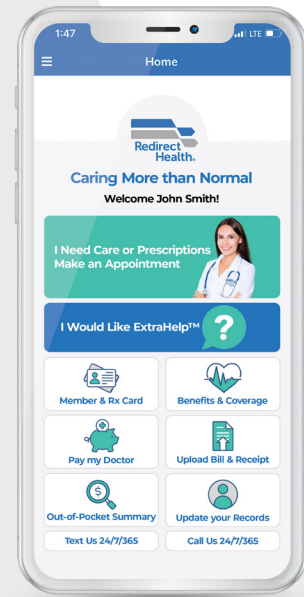 1:47
LTE
Home
Redirect
Health®
Caring More
than Normal
Welcome John Smith!
I Need Care or Prescriptions
Make an Appointment
I Would Like ExtraHelp™ ?
Member & Rx Card
Benefits & Coverage
Pay my Doctor
Upload Bill & Receipt
$
Out-of-Pocket Summary
Update your Records
Text Us 24/7/365
Call Us 24/7/365